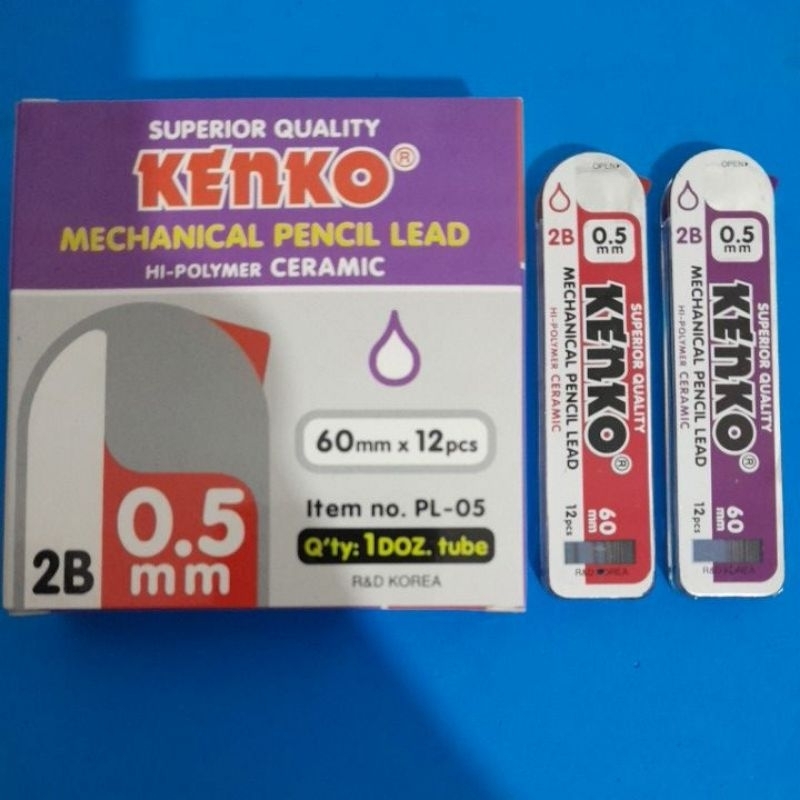 SUPERIOR QUALITY
KENKO®
MECHANICAL PENCIL LEAD
HI-POLYMER CERAMIC
60mm x 12pcs
Item no. PL-05
Q'ty: 1DOZ. tube
R&D KOREA
0.5
mm
2B
OPEN
2B
0.5
mm
SUPERIOR QUALITY
KENKO®
MECHANICAL PENCIL LEAD
HI-POLYMER CERAMIC
60
mm
12pcs
R&D KOREA
OPEN
2B
0.5
mm
SUPERIOR QUALITY
KENKO®
MECHANICAL PENCIL LEAD
HI-POLYMER CERAMIC
60
mm
12pcs
R&D KOREA